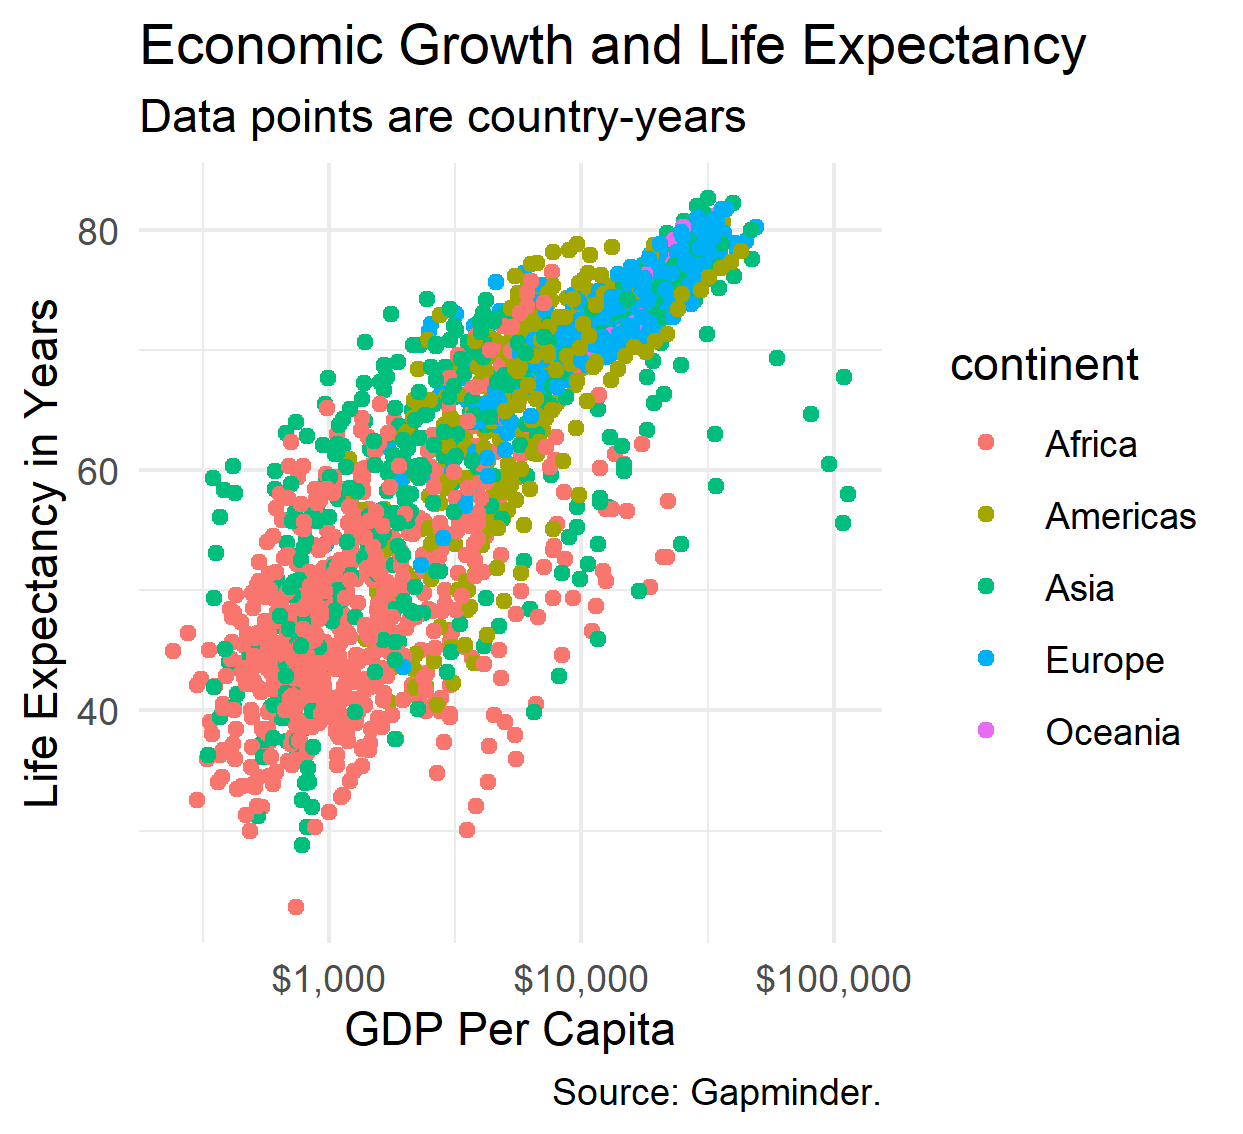 Economic Growth and Life Expectancy
Data points are country-years
Life Expectancy in Years
80
60
40
$1,000
$10,000
$100,000
GDP Per Capita
continent
Africa
Americas
Asia
Europe
Oceania
Source: Gapminder.